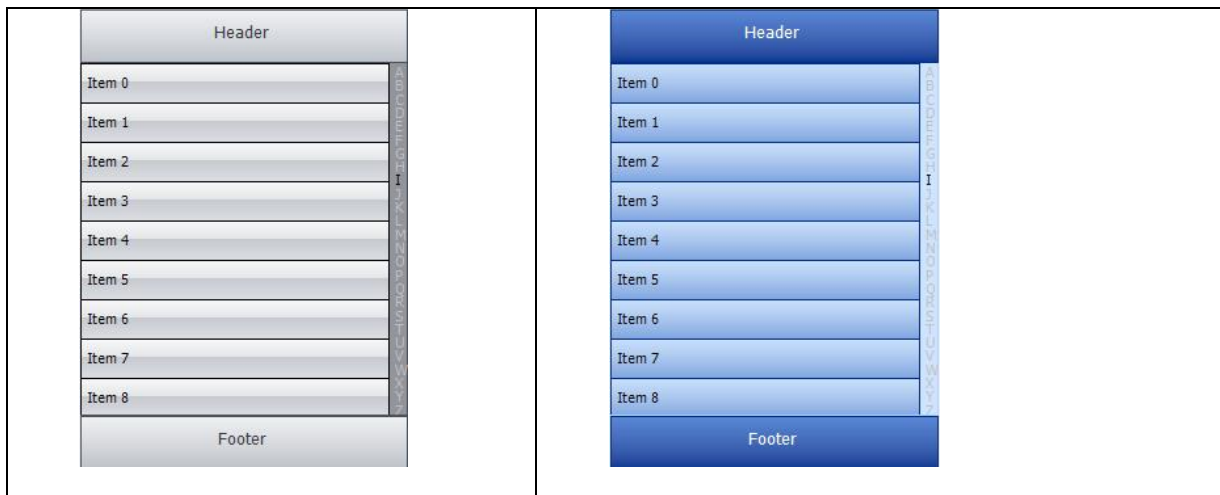 Header
Item 0
Item 1
Item 2
Item 3
Item 4
Item 5
Item 6
Item 7
Item 8
A
B
C
D
E
F
G
H
I
J
K
L
M
N
O
P
Q
R
S
T
U
V
W
X
Y
Z
Footer
Header
Item 0
Item 1
Item 2
Item 3
Item 4
Item 5
Item 6
Item 7
Item 8
A
B
C
D
E
F
G
H
I
J
K
L
M
N
O
P
Q
R
S
T
U
V
W
X
Y
Z
Footer